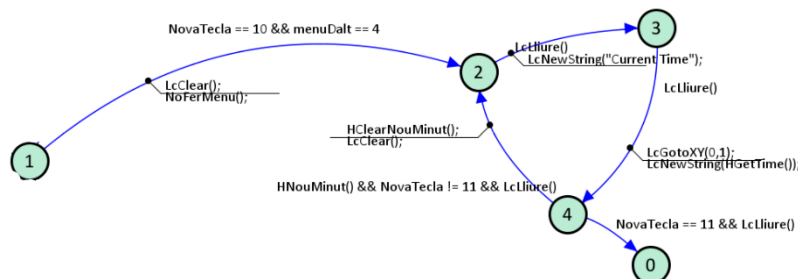 NovaTecla == 10 && menuDalt == 4
LcClear();
NoFerMenu();
1
2
LcLliure()
LcNewString("Current Time");
3
LcLliure()
LcGotoXY(0,1);
LcNewString(HGetTime());
HClearNouMinut();
LcClear();
HNouMinut() && NovaTecla != 11 && LcLliure()
4
NovaTecla == 11 && LcLliure()
0